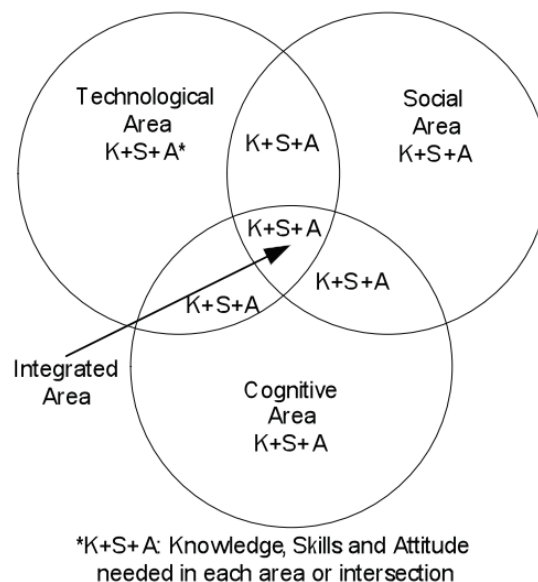 Technological
Area
K+S+A*
Social
Area
K+S+A
K+S+A
K+S+A
K+S+A
K+S+A
Integrated
Area
Cognitive
Area
K+S+A
*K+S+A: Knowledge, Skills and Attitude
needed in each area or intersection